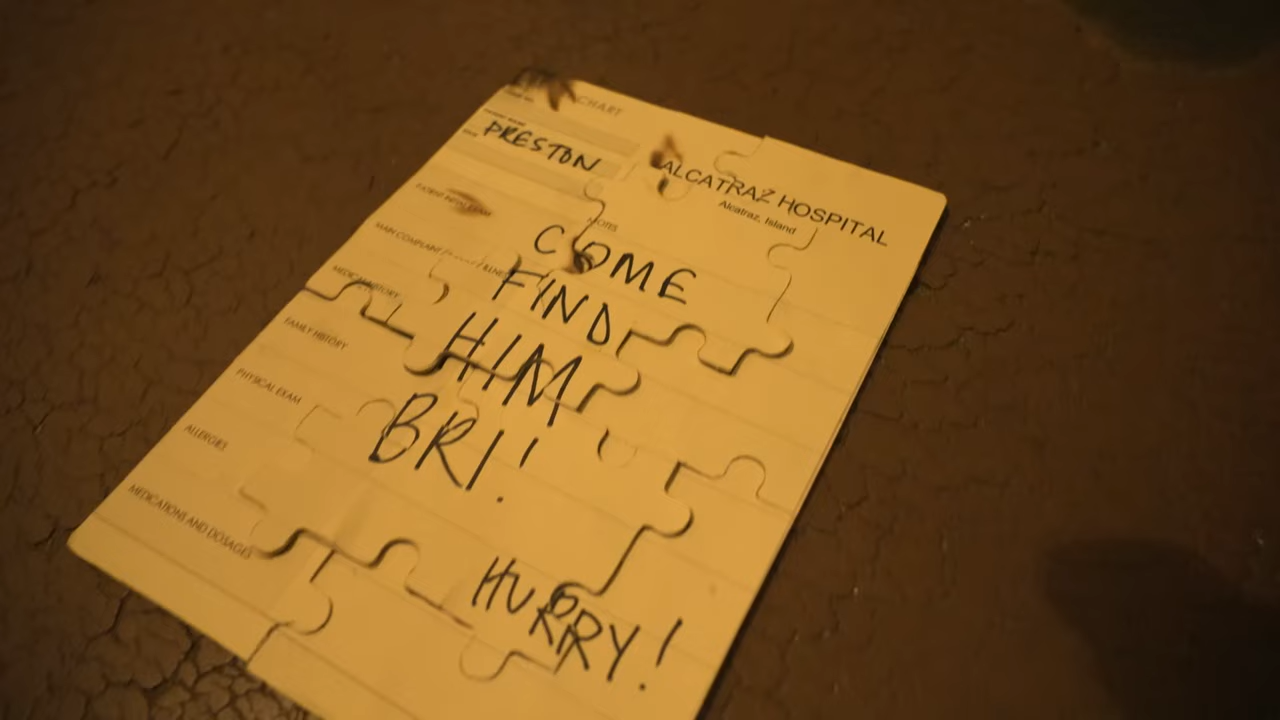 CHART
PRESTON
ALCATRAZ HOSPITAL
Alcatraz, Island
NOTES
COME
FIND
HIM
BRI!
HURRY!
MAIN COMPLAINT
MEDICAL HISTORY
FAMILY HISTORY
PHYSICAL EXAM
ALLERGIES
MEDICATIONS AND DOSAGES